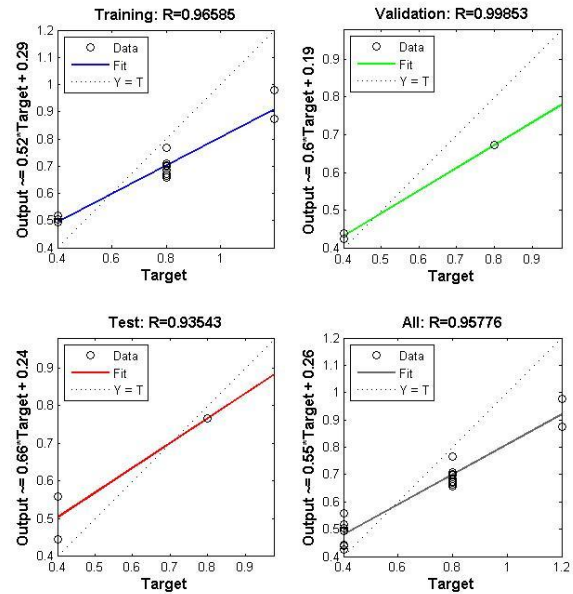 Training: R=0.96585
Data
Fit
Y = T
Output ~= 0.52*Target + 0.29
1.2
1.1
1
0.9
0.8
0.7
0.6
0.5
0.4
0.4 0.6 0.8 1
Target
Validation: R=0.99853
Data
Fit
Y = T
Output ~= 0.6*Target + 0.19
0.9
0.8
0.7
0.6
0.5
0.4
0.4 0.5 0.6 0.7 0.8 0.9
Target
Test: R=0.93543
Data
Fit
Y = T
Output ~= 0.66*Target + 0.24
0.9
0.8
0.7
0.6
0.5
0.4
0.4 0.5 0.6 0.7 0.8 0.9
Target
All: R=0.95776
Data
Fit
Y = T
Output ~= 0.55*Target + 0.26
1.2
1.1
1
0.9
0.8
0.7
0.6
0.5
0.4
0.4 0.6 0.8 1 1.2
Target